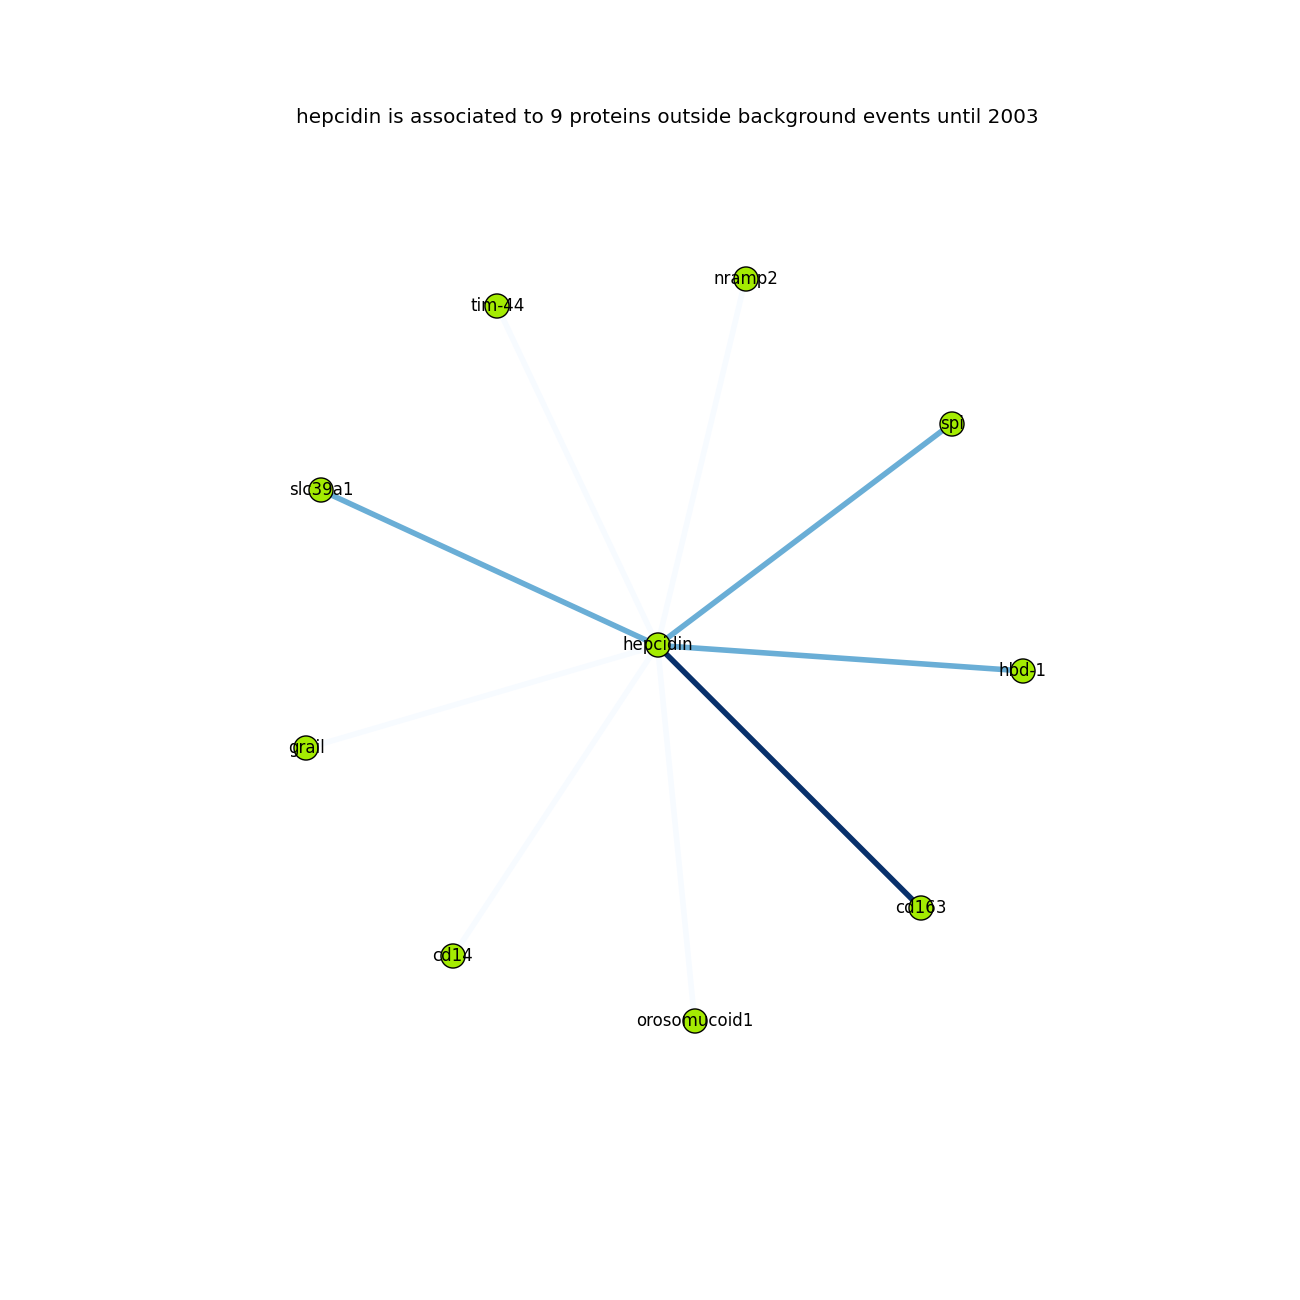 hepcidin is associated to 9 proteins outside background events until 2003
nramp2
tim-44
spi
slc39a1
hepcidin
hbd-1
grail
cd163
cd14
orosomucoid1